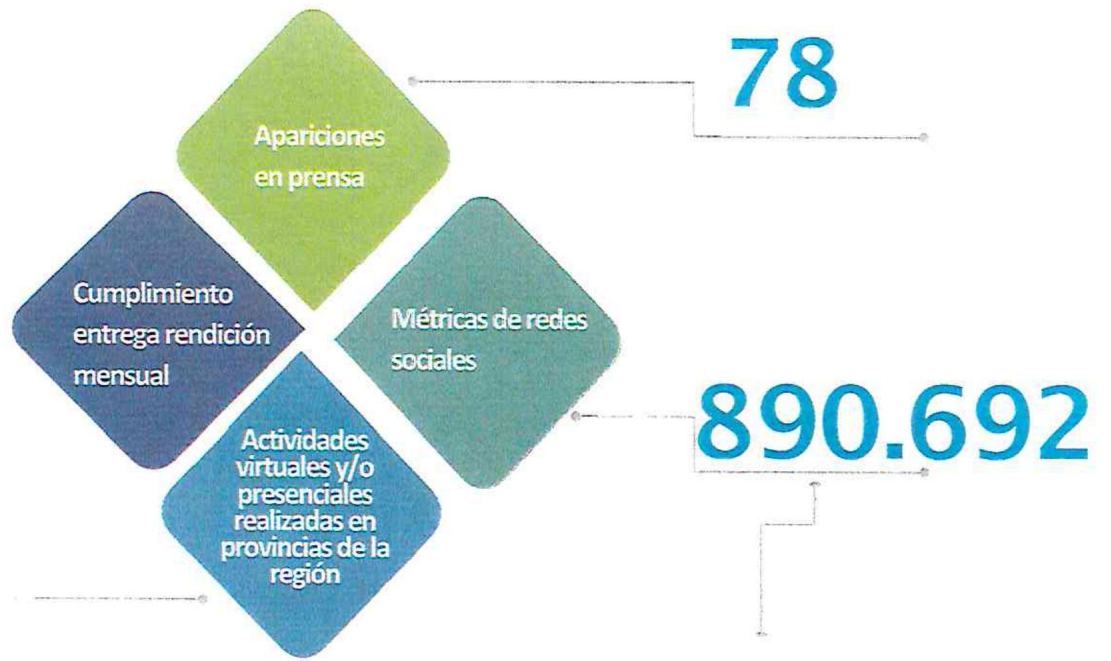 78
Apariciones
en prensa
Cumplimiento
entrega rendición
mensual
Métricas de redes
sociales
890.692
Actividades
virtuales y/o
presenciales
realizadas en
provincias de la
región